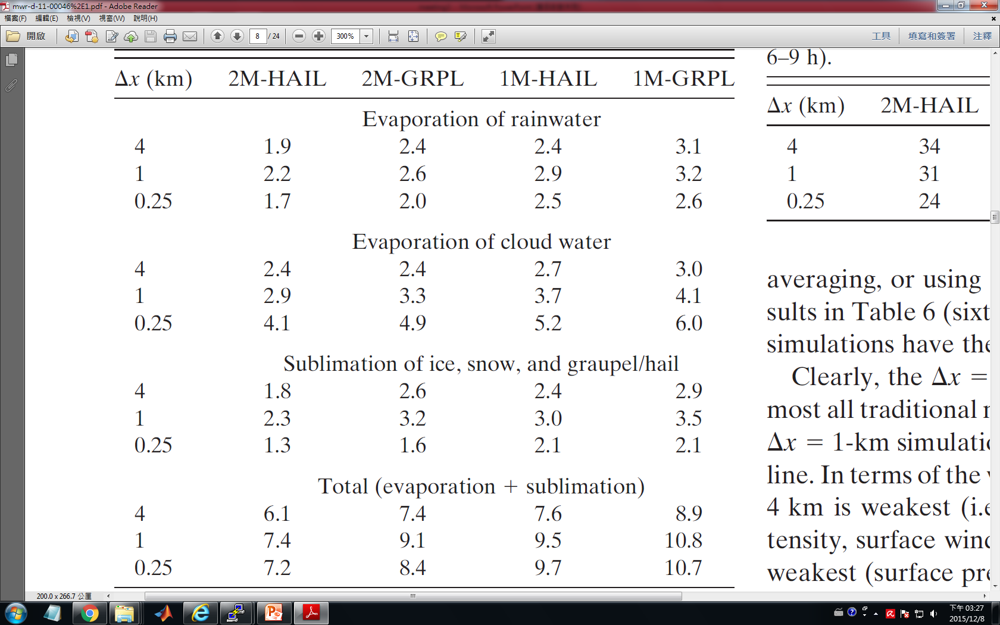 mwr-d-11-00046%2E1.pdf - Adobe Reader
檔案(F) 編輯(E) 檢視(V) 視窗(W) 說明(H)
開啟 8 / 24 300% 工具 填寫和簽署 注釋
Δx (km) 2M-HAIL 2M-GRPL 1M-HAIL 1M-GRPL
Evaporation of rainwater
4 1.9 2.4 2.4 3.1
1 2.2 2.6 2.9 3.2
0.25 1.7 2.0 2.5 2.6
Evaporation of cloud water
4 2.4 2.4 2.7 3.0
1 2.9 3.3 3.7 4.1
0.25 4.1 4.9 5.2 6.0
Sublimation of ice, snow, and graupel/hail
4 1.8 2.6 2.4 2.9
1 2.3 3.2 3.0 3.5
0.25 1.3 1.6 2.1 2.1
Total (evaporation + sublimation)
4 6.1 7.4 7.6 8.9
1 7.4 9.1 9.5 10.8
0.25 7.2 8.4 9.7 10.7
6–9 h).
Δx (km) 2M-HAIL
4 34
1 31
0.25 24
averaging, or using
sults in Table 6 (sixt
simulations have the
Clearly, the Δx =
most all traditional r
Δx = 1-km simulatio
line. In terms of the
4 km is weakest (i.e
tensity, surface wind
weakest (surface pre
200.0 x 266.7 公厘
下午 03:27
2015/12/8